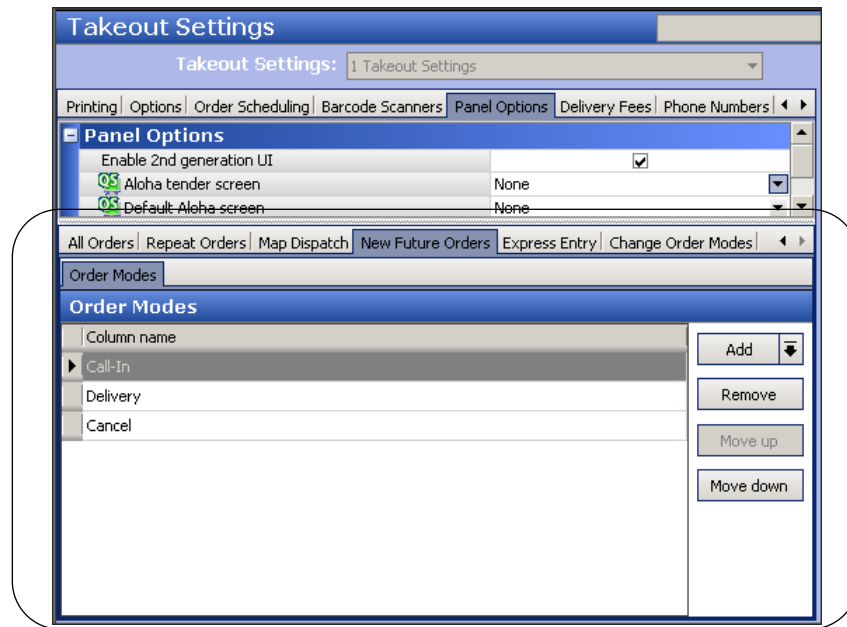 Takeout Settings
Takeout Settings: 1 Takeout Settings
Printing Options Order Scheduling Barcode Scanners Panel Options Delivery Fees Phone Numbers
Panel Options
Enable 2nd generation UI
QS Aloha tender screen None
QS Default Aloha screen None
All Orders Repeat Orders Map Dispatch New Future Orders Express Entry Change Order Modes
Order Modes
Order Modes
Column name
Add
Call-In
Delivery
Remove
Cancel
Move up
Move down